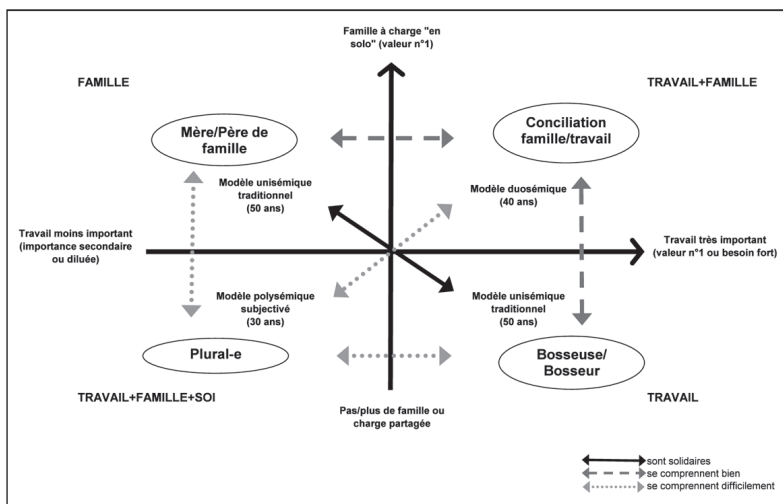 Famille à charge "en
solo" (valeur n°1)
FAMILLE
TRAVAIL+FAMILLE
Mère/Père de
famille
Conciliation
famille/travail
Modèle unisémique
traditionnel
(50 ans)
Modèle duosémique
(40 ans)
Travail moins important
(importance secondaire
ou diluée)
Travail très important
(valeur n°1 ou besoin fort)
Modèle polysémique
subjectivé
(30 ans)
Modèle unisémique
traditionnel
(50 ans)
Plural-e
Bosseuse/
Bosseur
TRAVAIL+FAMILLE+SOI
Pas/plus de famille ou
charge partagée
TRAVAIL
sont solidaires
se comprennent bien
se comprennent difficilement